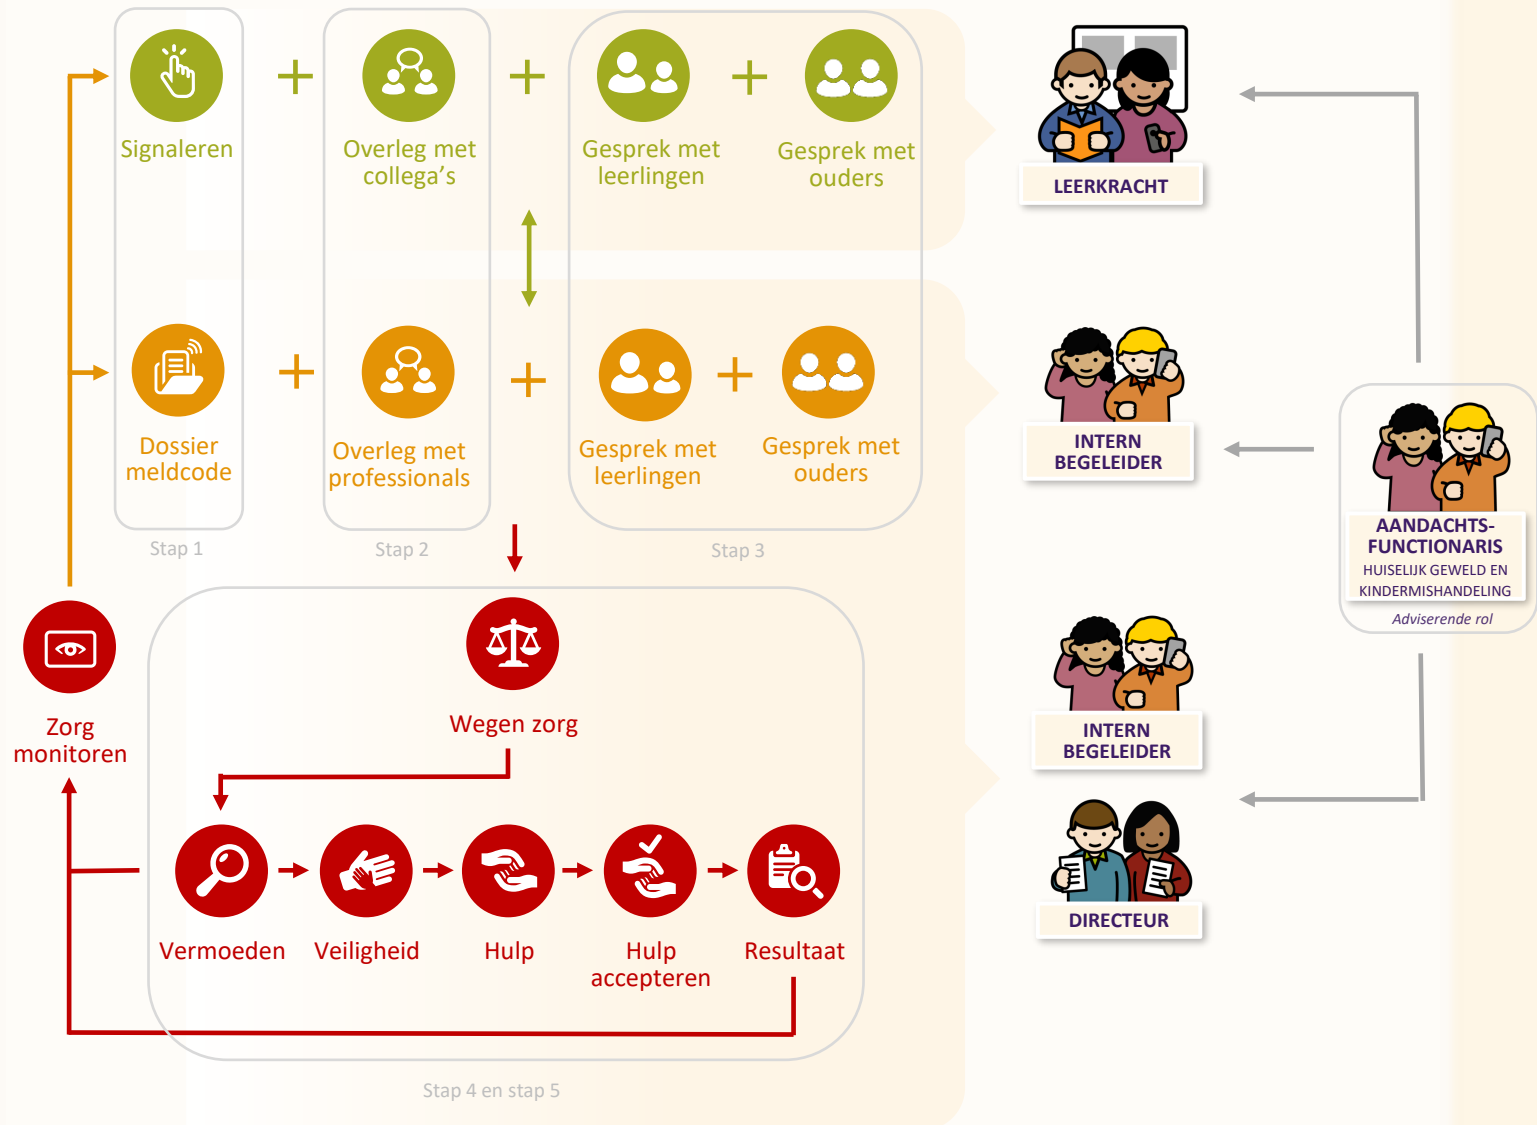 Signaleren
Overleg met
collega's
Gesprek met
leerlingen
Gesprek met
ouders
LEERKRACHT
Dossier
meldcode
Overleg met
professionals
Gesprek met
leerlingen
Gesprek met
ouders
INTERN
BEGELEIDER
Stap 1
Stap 2
Stap 3
AANDACHTS-
FUNCTIONARIS
HUISELIJK GEWELD EN
KINDERMISHANDELING
Adviserende rol
Zorg
monitoren
Wegen zorg
INTERN
BEGELEIDER
Vermoeden
Veiligheid
Hulp
Hulp
accepteren
Resultaat
DIRECTEUR
Stap 4 en stap 5